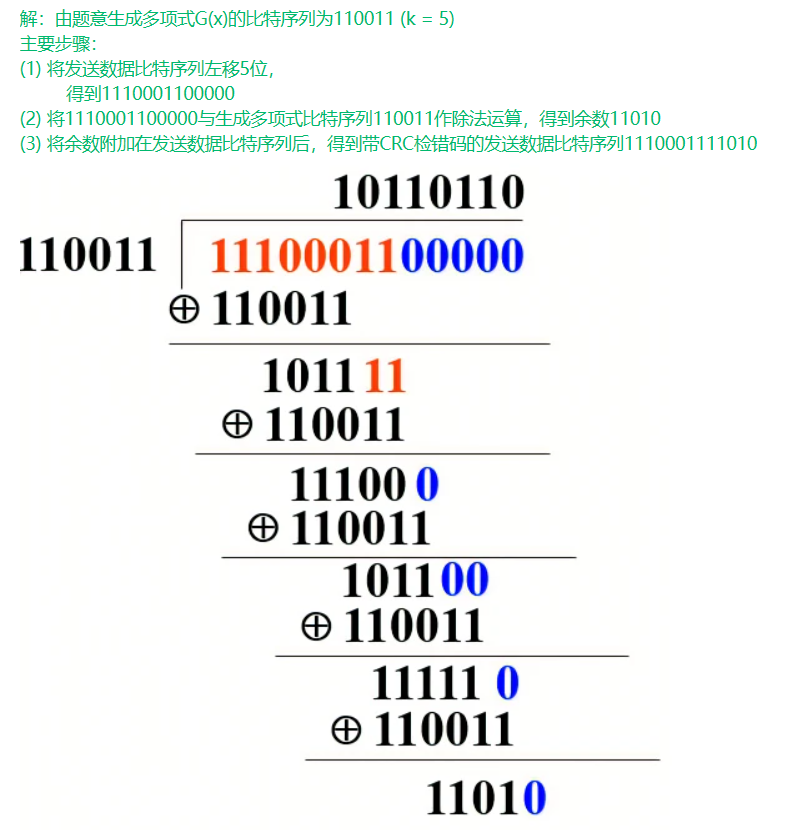 解：由题意生成多项式G(x)的比特序列为110011 (k = 5)
主要步骤：
(1) 将发送数据比特序列左移5位，
得到1110001100000
(2) 将1110001100000与生成多项式比特序列110011作除法运算，得到余数11010
(3) 将余数附加在发送数据比特序列后，得到带CRC检错码的发送数据比特序列1110001111010
10110110
110011 1110001100000
⊕ 110011
1011 11
⊕ 110011
11100 0
⊕ 110011
101100
⊕ 110011
11111 0
⊕ 110011
11010